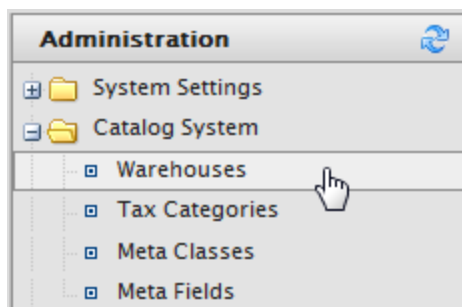 Administration
System Settings
Catalog System
Warehouses
Tax Categories
Meta Classes
Meta Fields